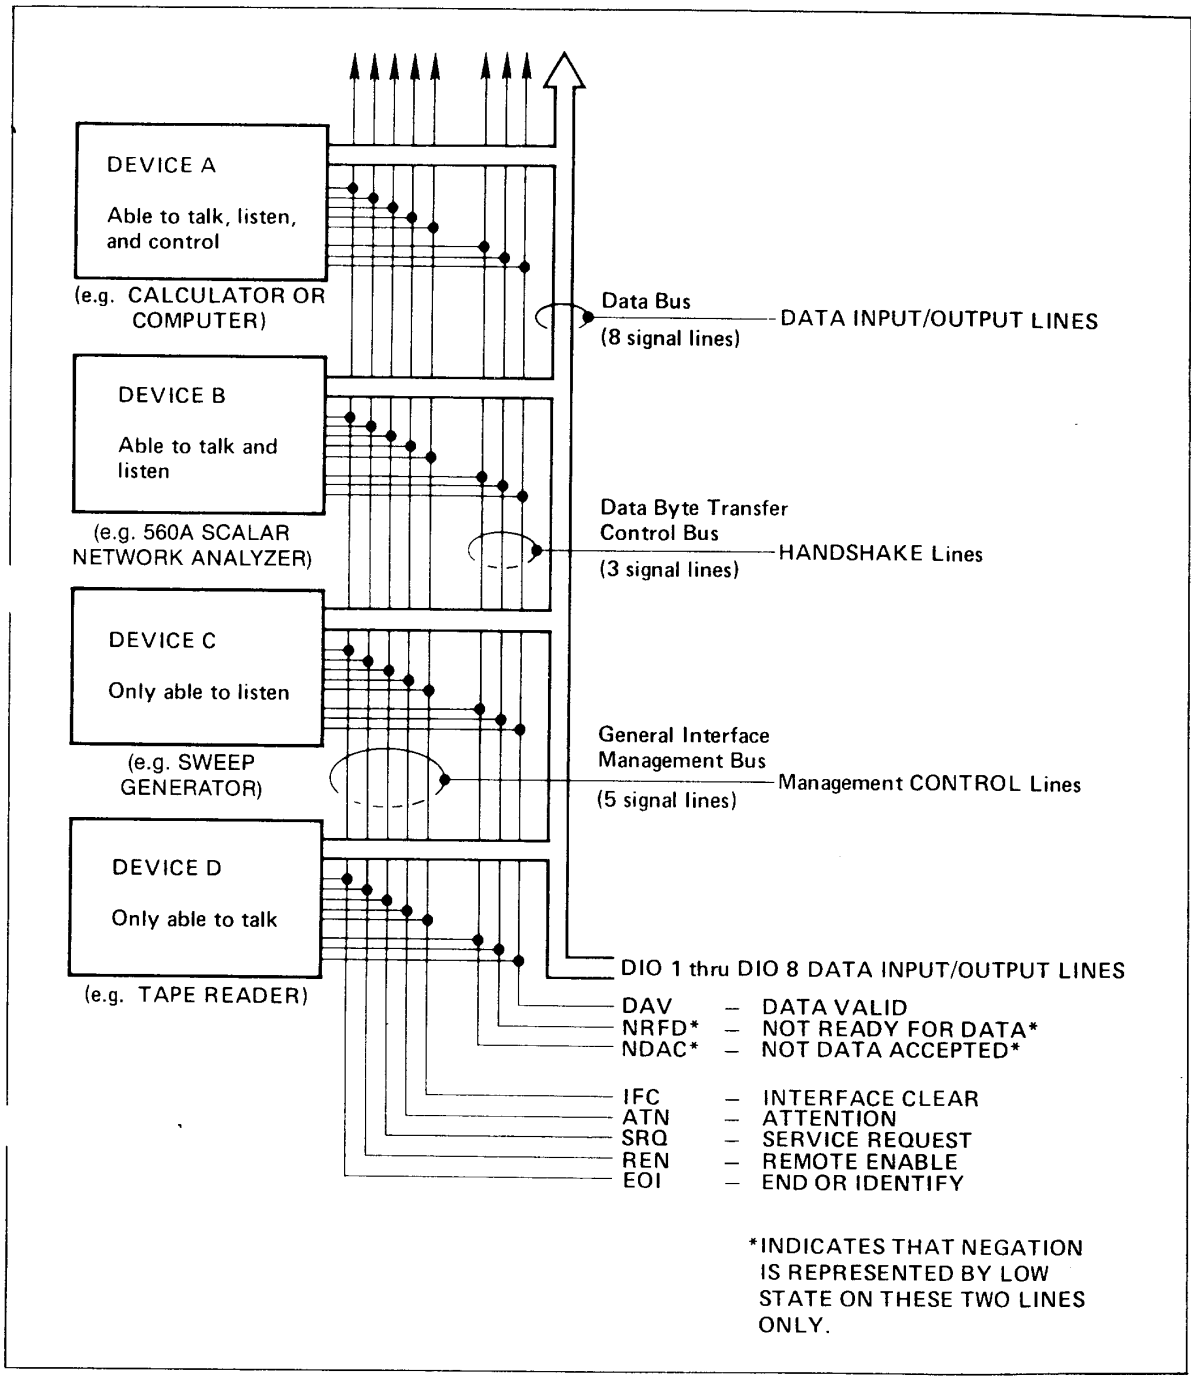 DEVICE A
Able to talk, listen,
and control
(e.g. CALCULATOR OR
COMPUTER)
Data Bus
(8 signal lines)
DATA INPUT/OUTPUT LINES
DEVICE B
Able to talk and
listen
(e.g. 560A SCALAR
NETWORK ANALYZER)
Data Byte Transfer
Control Bus
(3 signal lines)
HANDSHAKE Lines
DEVICE C
Only able to listen
(e.g. SWEEP
GENERATOR)
General Interface
Management Bus
(5 signal lines)
Management CONTROL Lines
DEVICE D
Only able to talk
(e.g. TAPE READER)
DIO 1 thru DIO 8 DATA INPUT/OUTPUT LINES
DAV – DATA VALID
NRFD* – NOT READY FOR DATA*
NDAC* – NOT DATA ACCEPTED*
IFC – INTERFACE CLEAR
ATN – ATTENTION
SRQ – SERVICE REQUEST
REN – REMOTE ENABLE
EOI – END OR IDENTIFY
*INDICATES THAT NEGATION
IS REPRESENTED BY LOW
STATE ON THESE TWO LINES
ONLY.